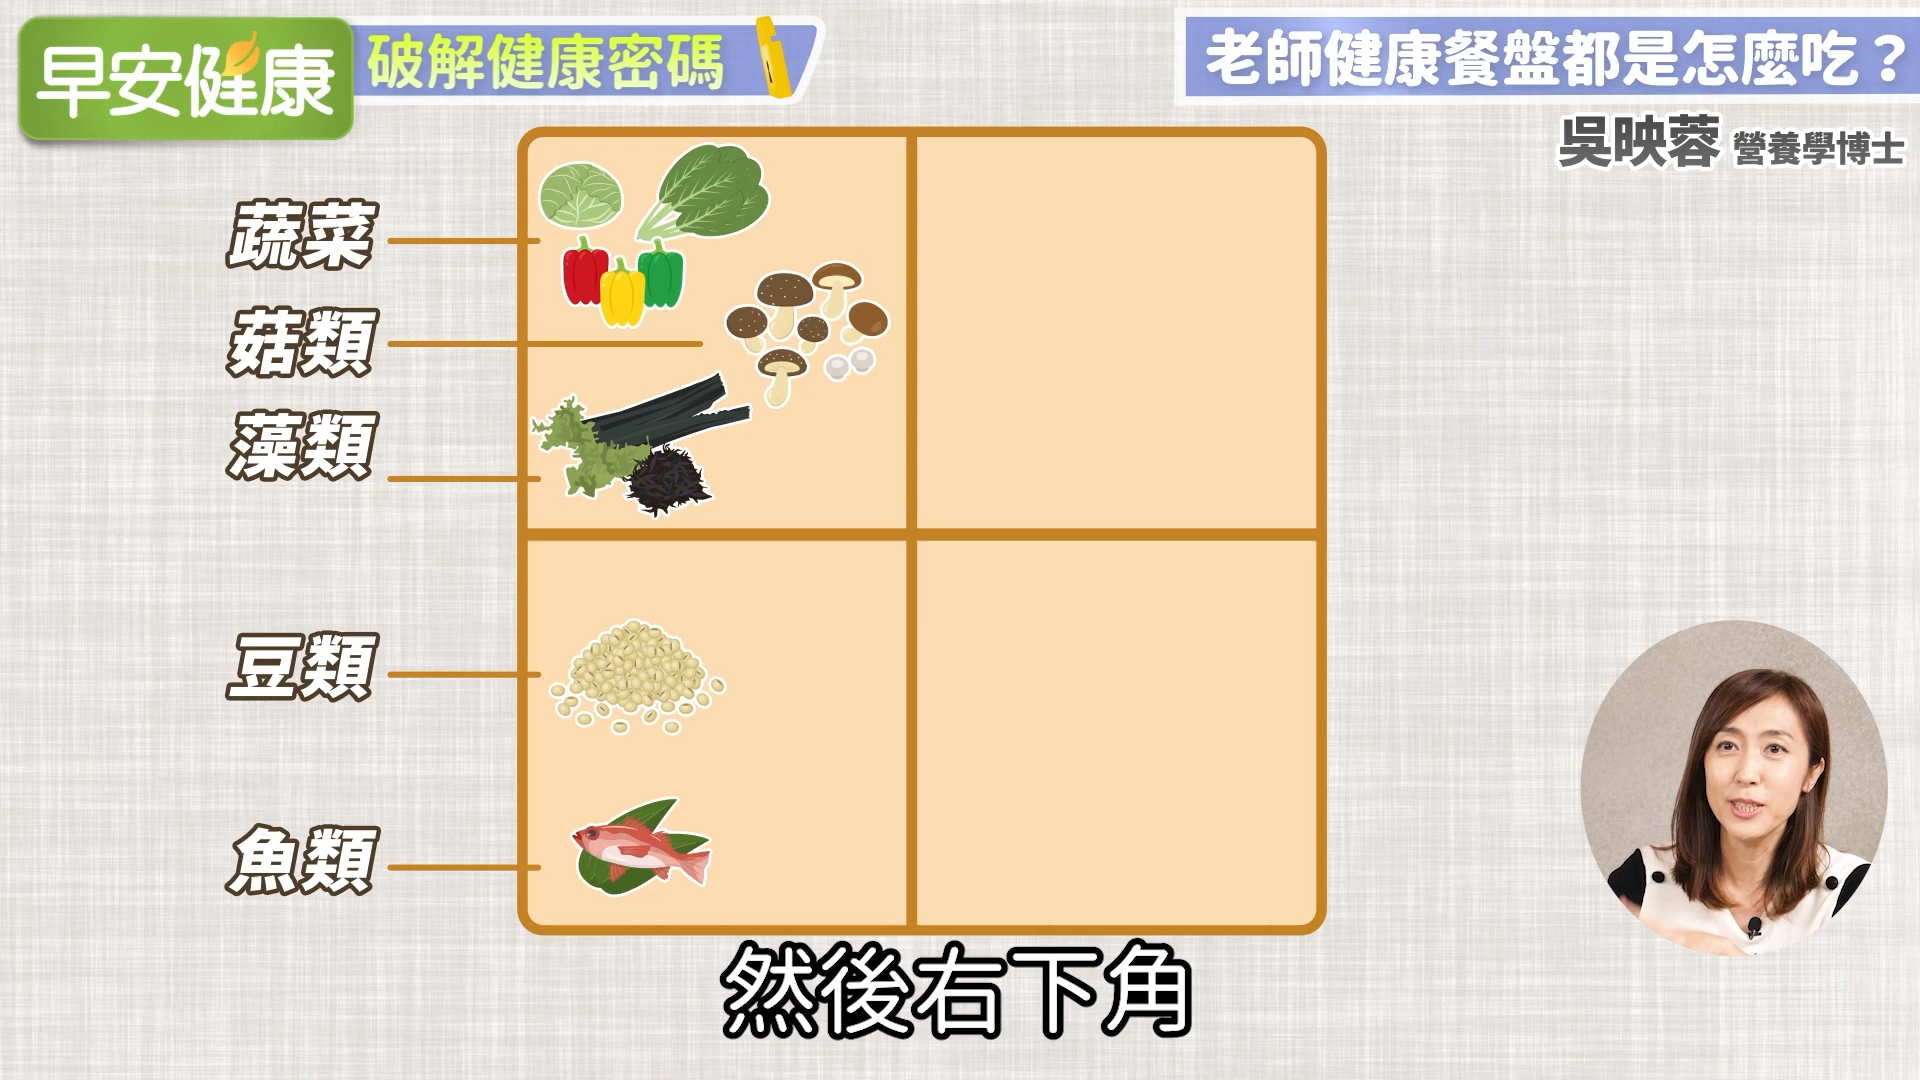 早安健康
破解健康密碼
老師健康餐盤都是怎麼吃？
吳映蓉 營養學博士
蔬菜
菇類
藻類
豆類
魚類
然後右下角